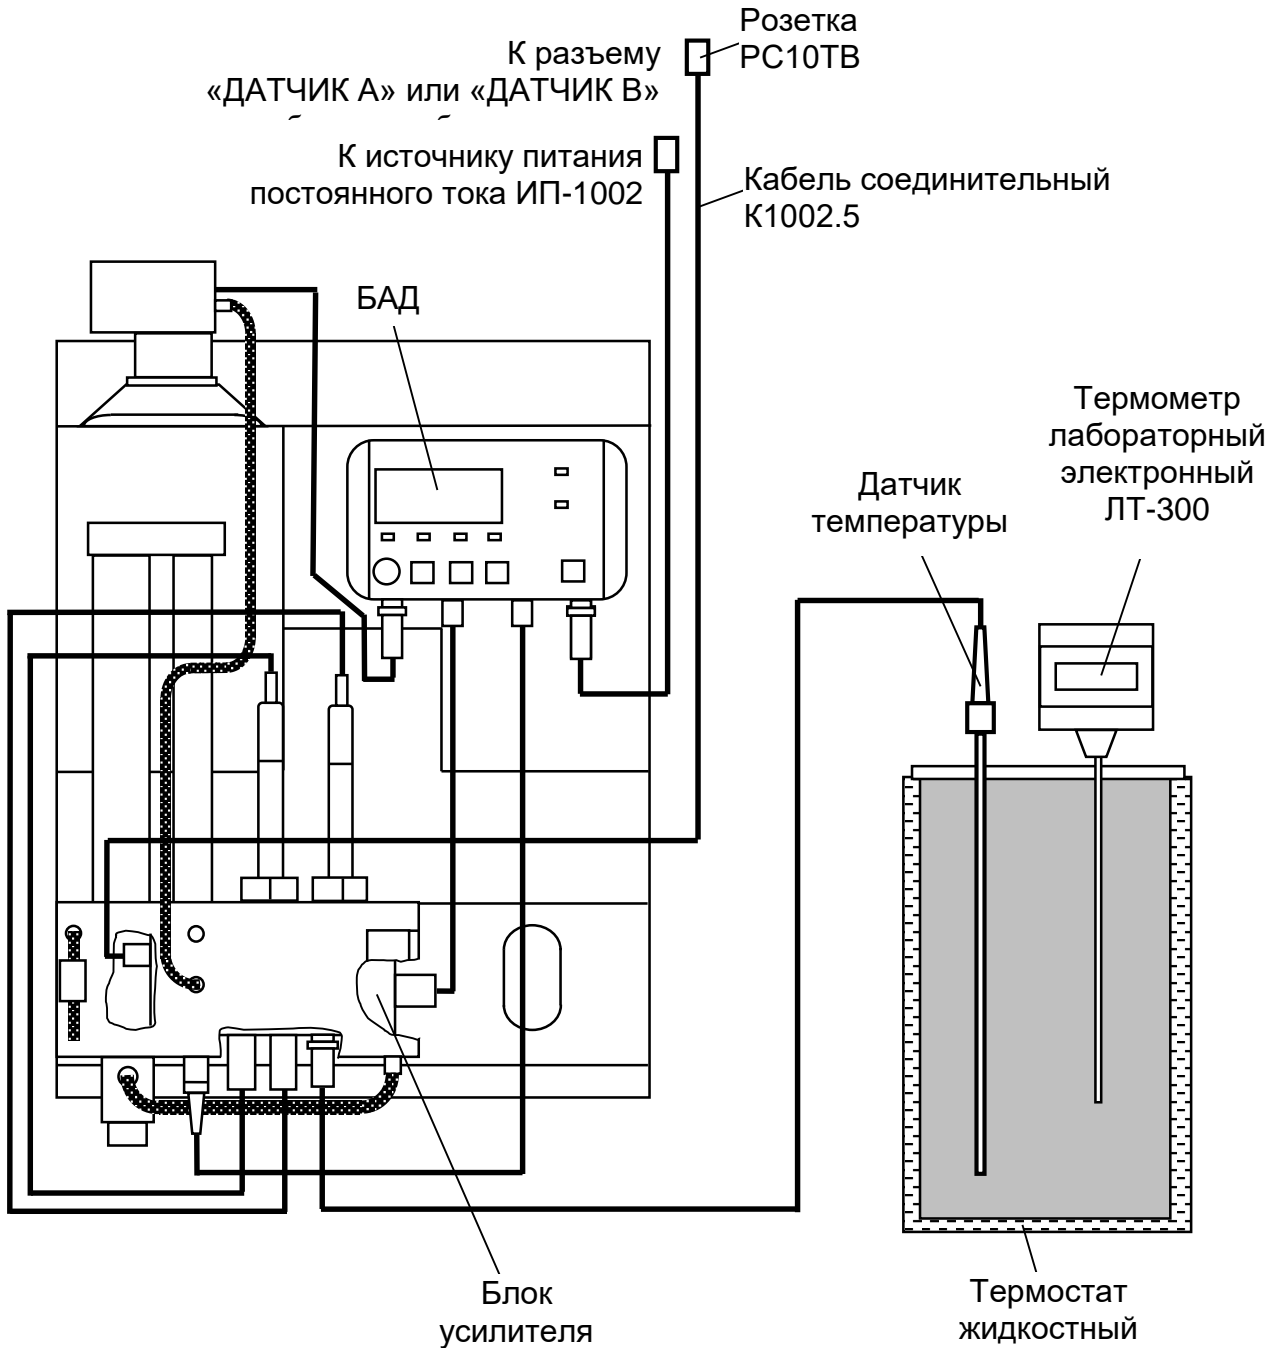 Розетка
РС10ТВ
К разъему
«ДАТЧИК А» или «ДАТЧИК В»
К источнику питания
постоянного тока ИП-1002
Кабель соединительный
К1002.5
БАД
Термометр
лабораторный
электронный
ЛТ-300
Датчик
температуры
Блок
усилителя
Термостат
жидкостный